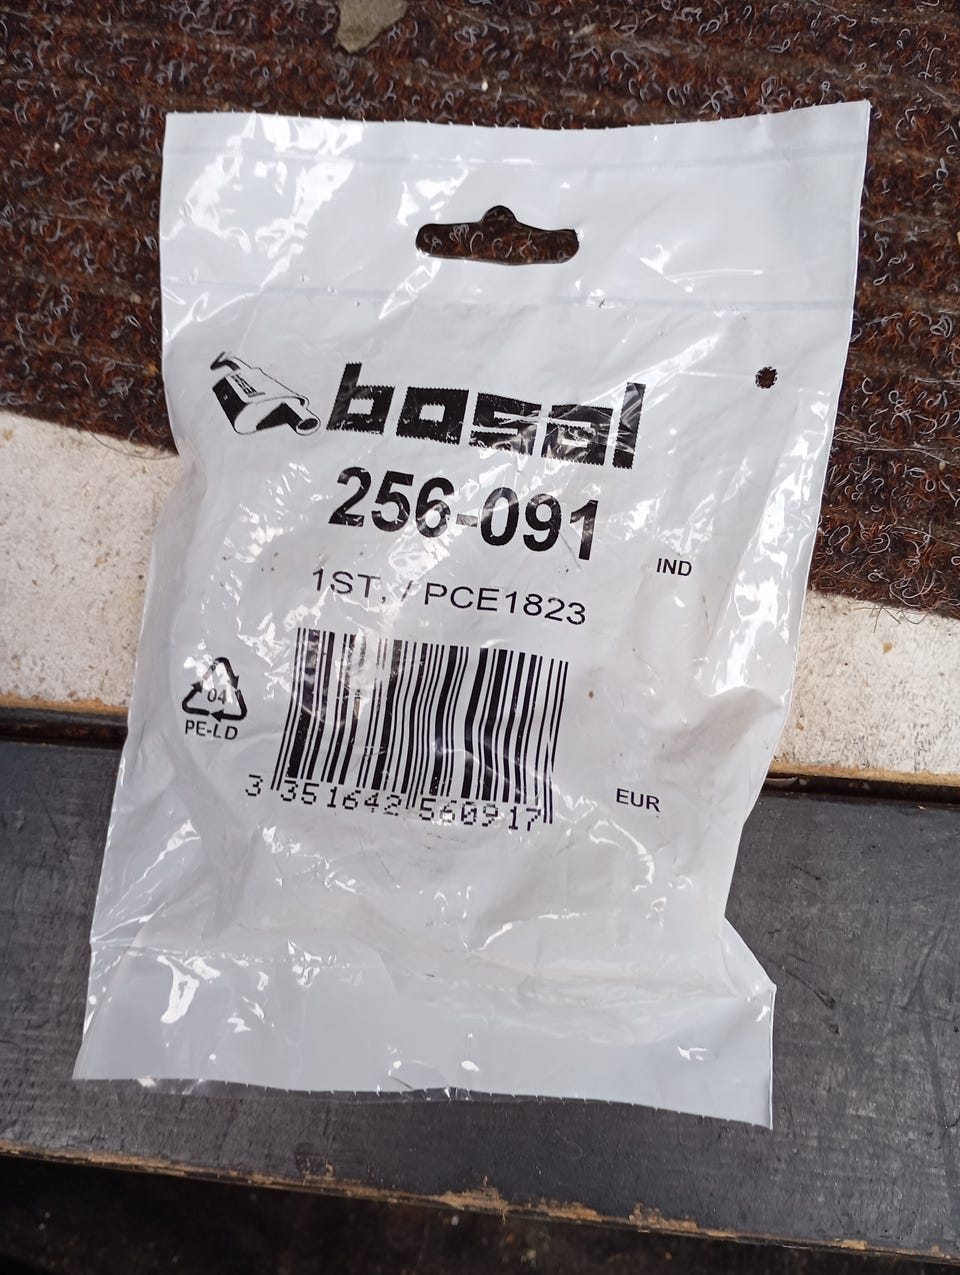 bosal
256-091
IND
1ST. / PCE1823
04
PE-LD
3 351642 560917
EUR